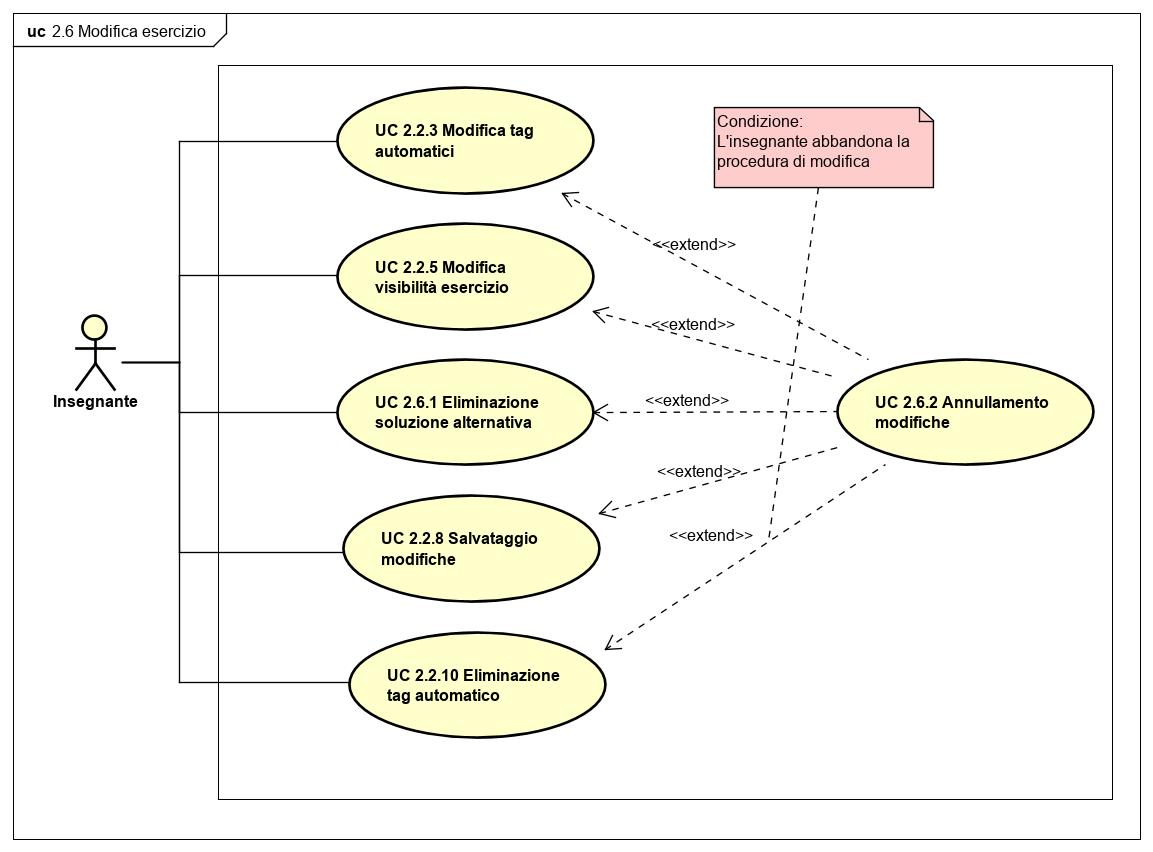 uc 2.6 Modifica esercizio
UC 2.2.3 Modifica tag
automatici
Condizione:
L'insegnante abbandona la
procedura di modifica
<<extend>>
UC 2.2.5 Modifica
visibilità esercizio
<<extend>>
Insegnante
UC 2.6.1 Eliminazione
soluzione alternativa
<<extend>>
UC 2.6.2 Annullamento
modifiche
<<extend>>
UC 2.2.8 Salvataggio
modifiche
<<extend>>
UC 2.2.10 Eliminazione
tag automatico